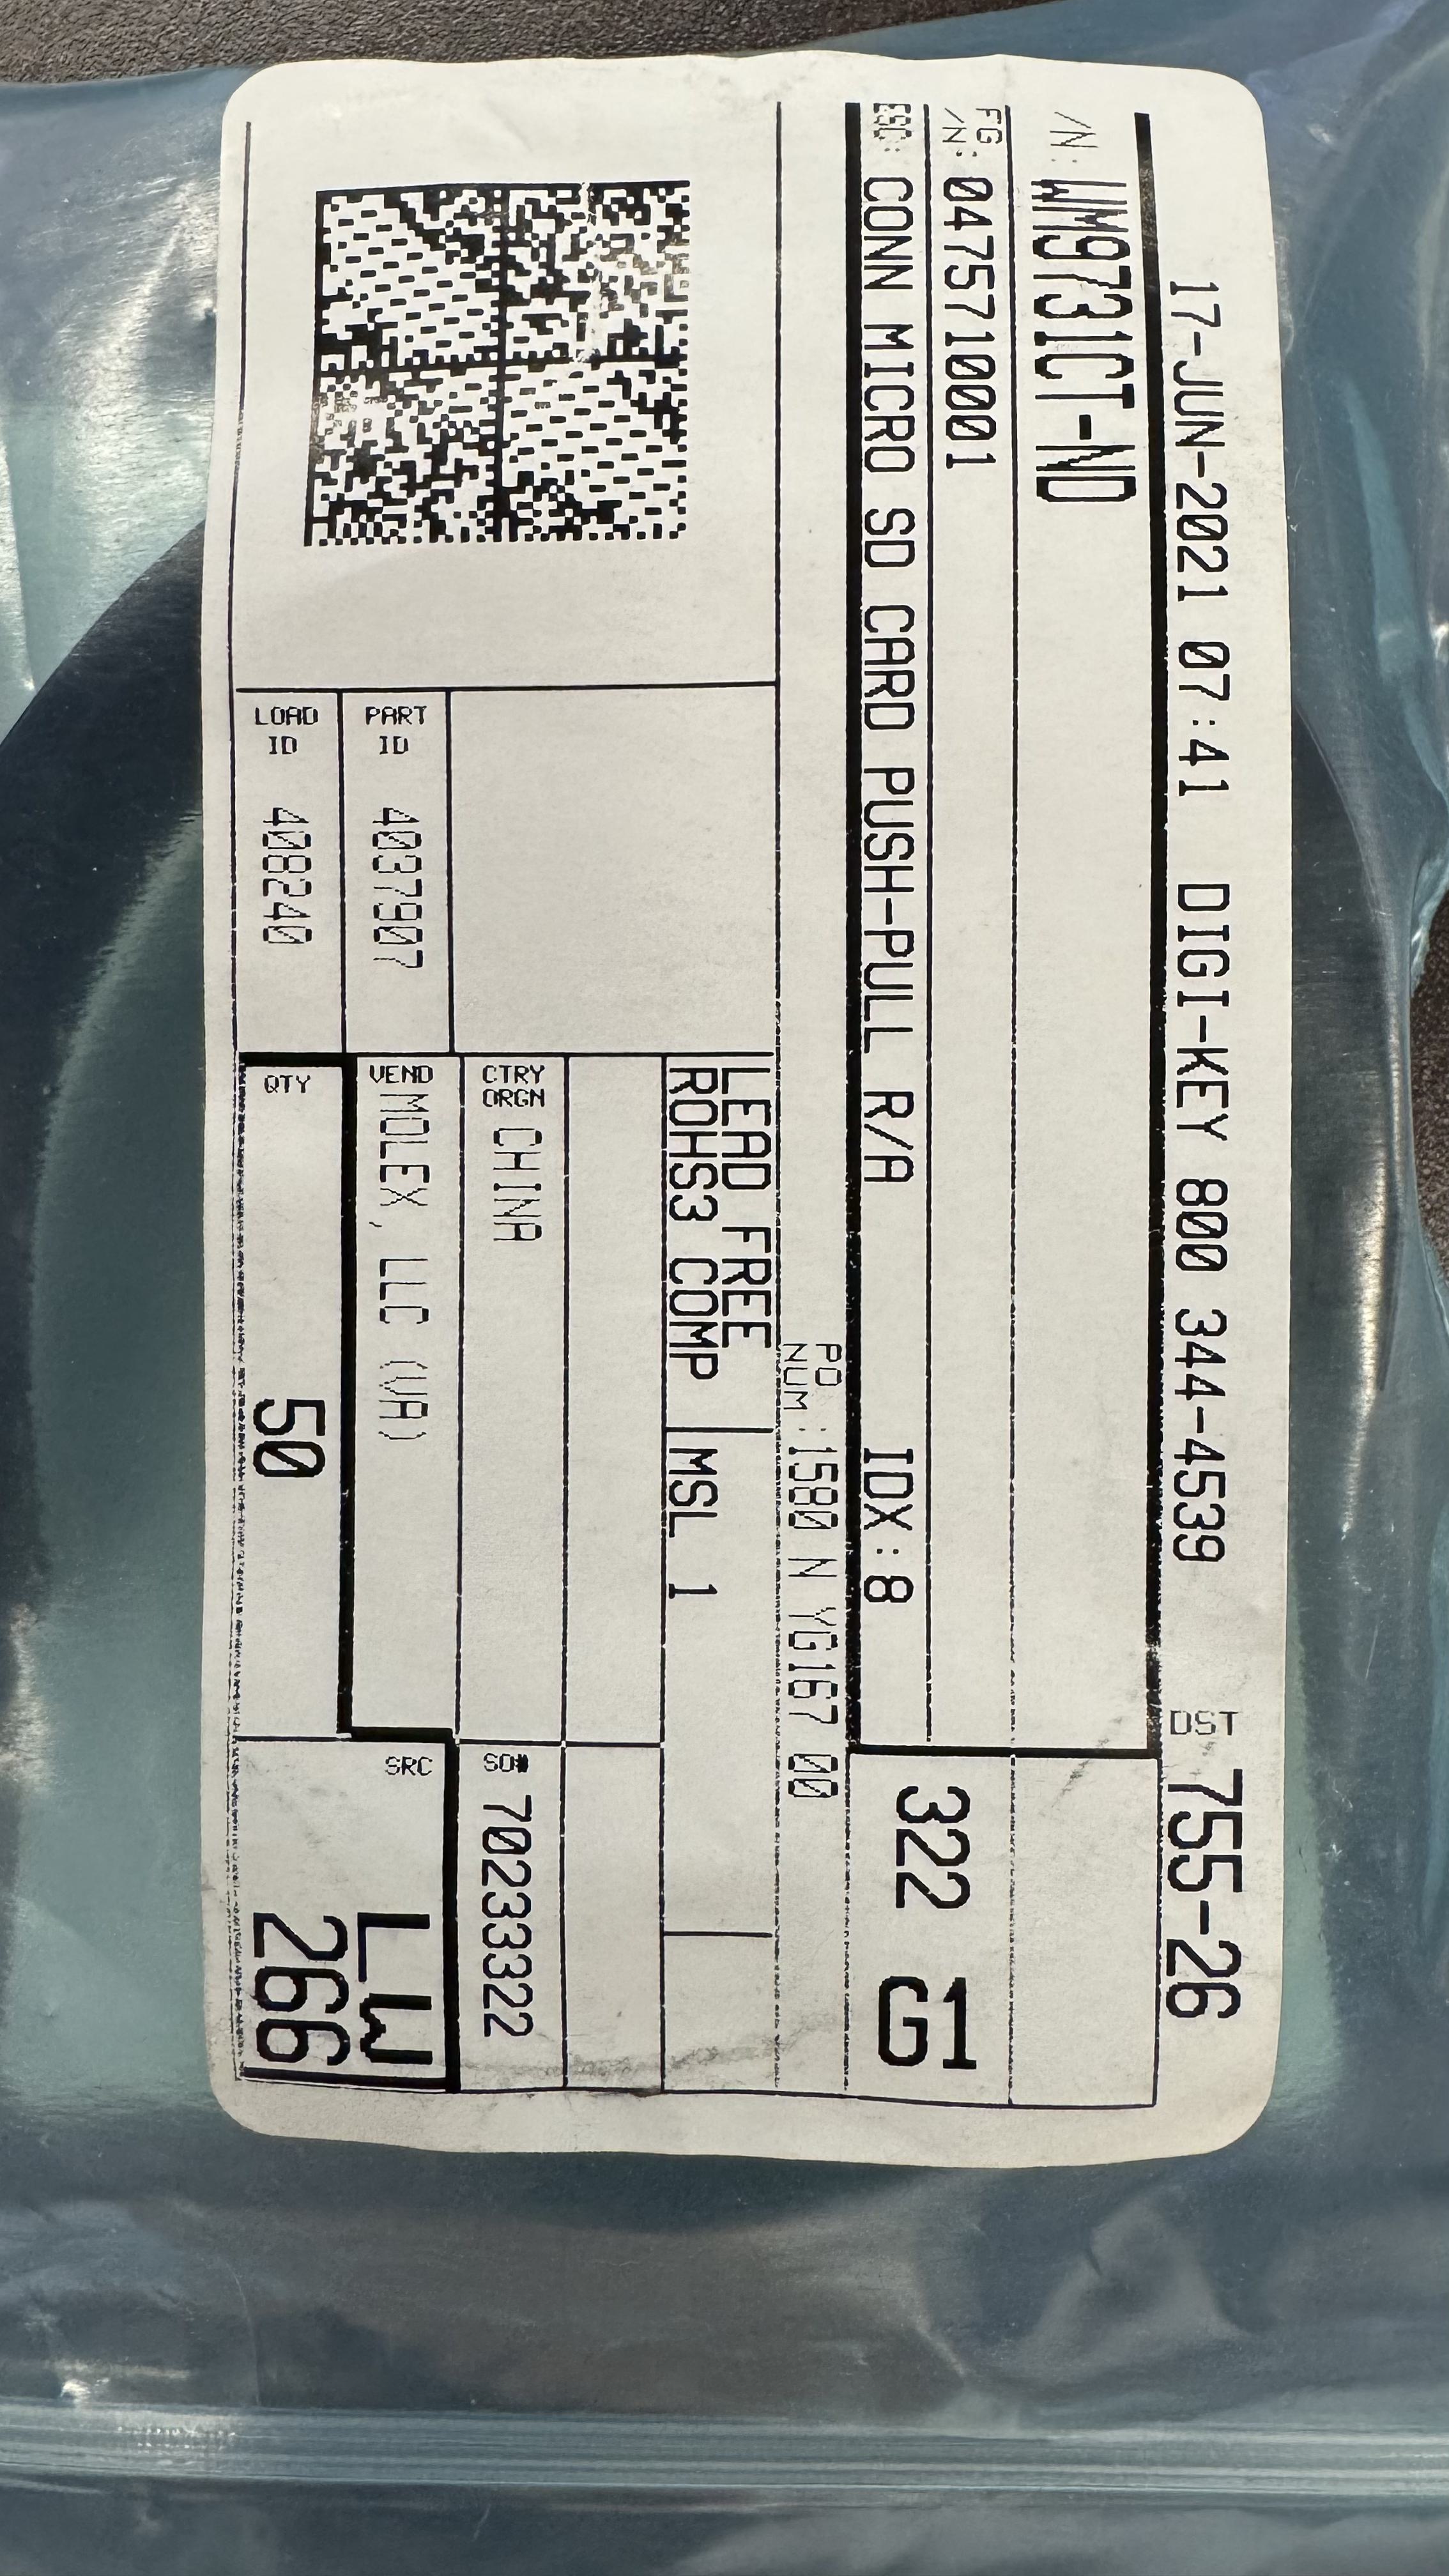 17-JUN-2021 07:41 DIGI-KEY 800 344-4539 DST 755-26
/N: WM9731CT-ND
FG
/N: 0475710001
ESC: CONN MICRO SD CARD PUSH-PULL R/A IDX:8
322 G1
PO
NUM :1580 N YG167 00
LEAD FREE
ROHS3 COMP
MSL 1
CTRY
ORGN CHINA
SO# 70233322
PART
ID 4037907
VEND MOLEX, LLC (VA)
LOAD
ID 408240
QTY 50
SRC
LW
266